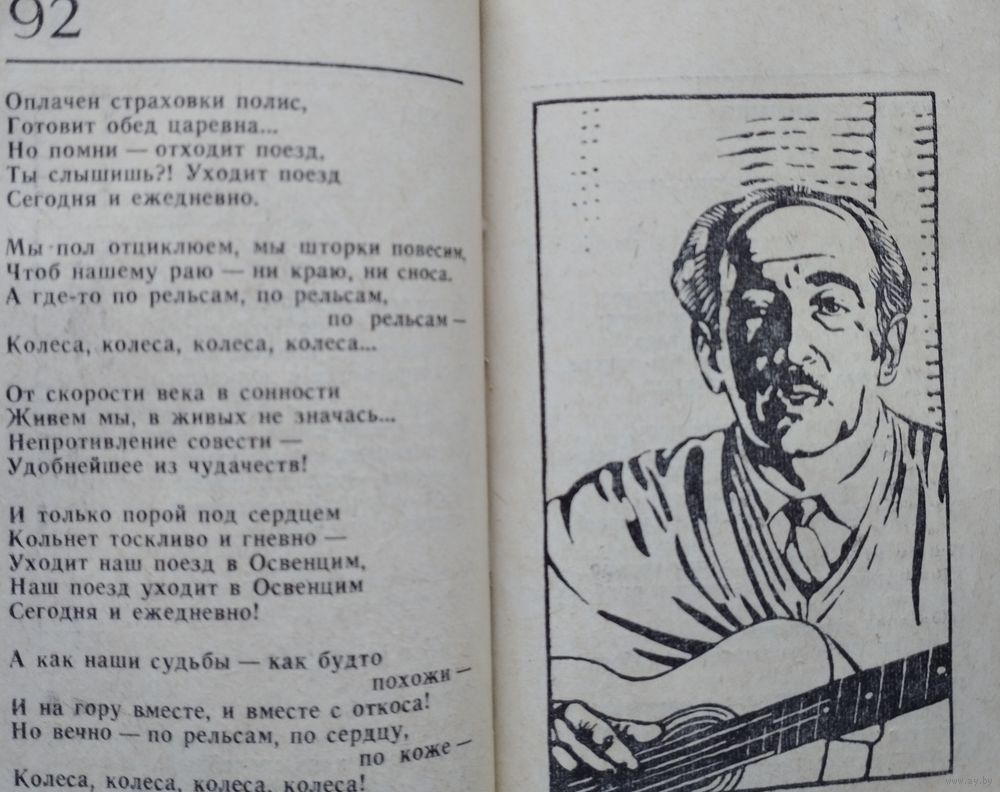 92
Оплачен страховки полис,
Готовит обед царевна...
Но помни — отходит поезд,
Ты слышишь?! Уходит поезд
Сегодня и ежедневно.
Мы пол отциклюем, мы шторки повесим,
Чтоб нашему раю — ни краю, ни сноса.
А где-то по рельсам, по рельсам,
по рельсам —
Колеса, колеса, колеса, колеса...
От скорости века в сонности
Живем мы, в живых не значась...
Непротивление совести —
Удобнейшее из чудачеств!
И только порой под сердцем
Кольнет тоскливо и гневно —
Уходит наш поезд в Освенцим,
Наш поезд уходит в Освенцим
Сегодня и ежедневно!
А как наши судьбы — как будто
похожи —
И на гору вместе, и вместе с откоса!
Но вечно — по рельсам, по сердцу,
по коже —
Колеса, колеса, колеса, колеса!
www.ay.by